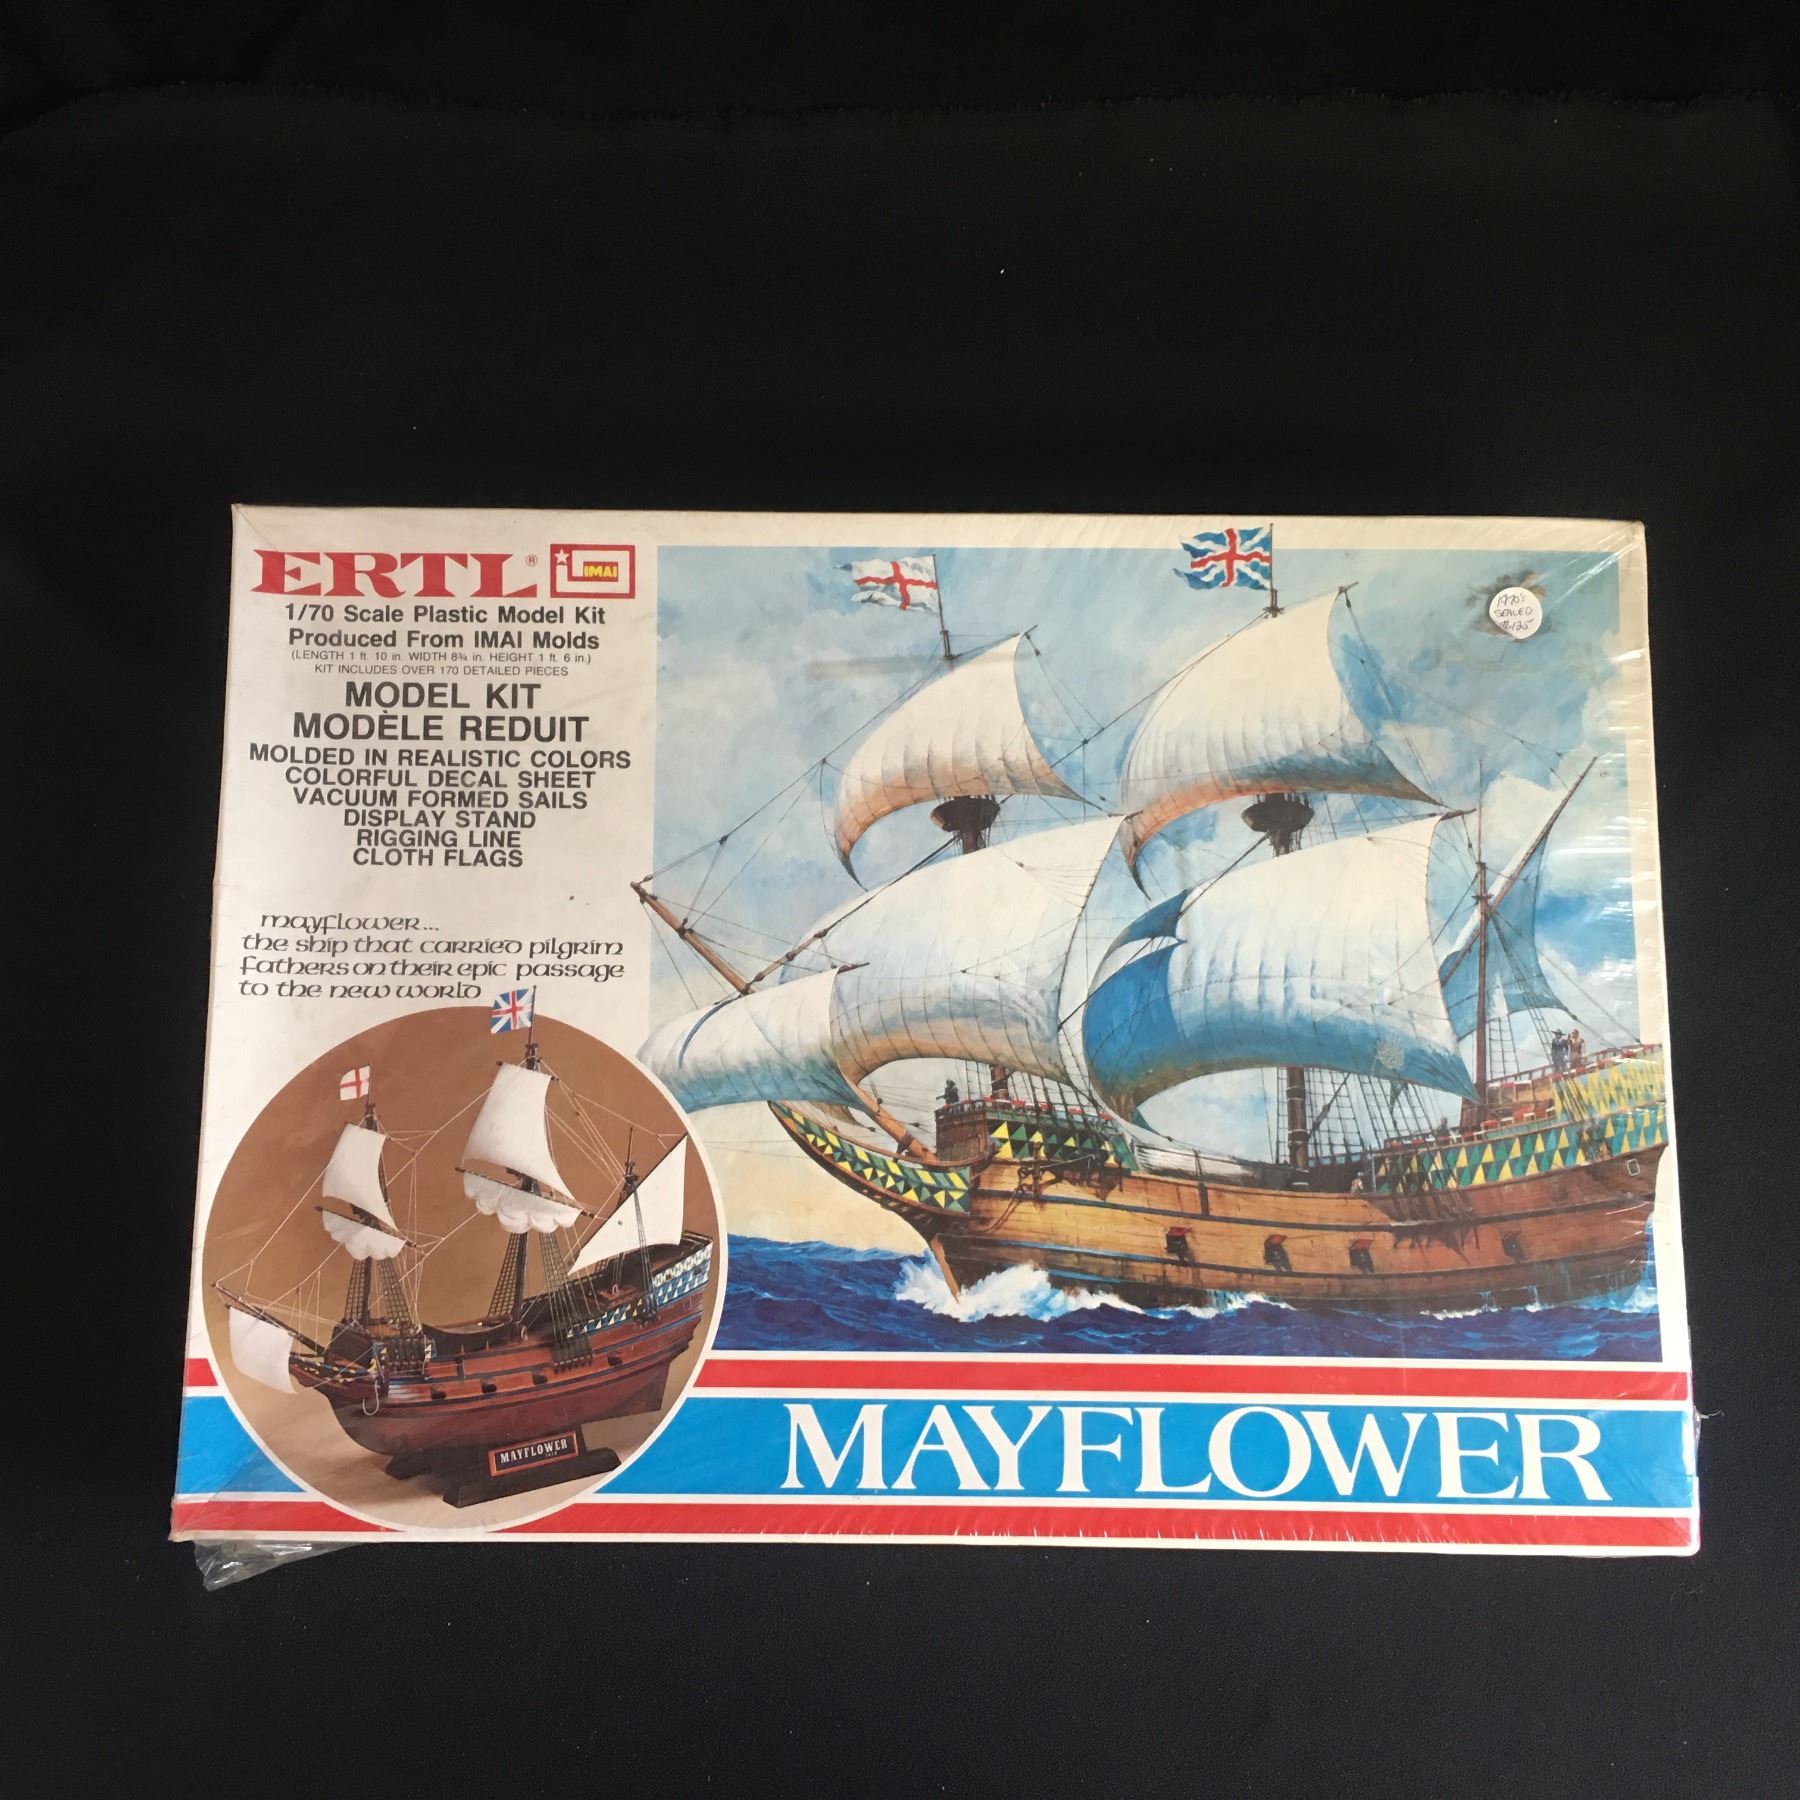 ERTL®
IMAI
1/70 Scale Plastic Model Kit
Produced From IMAI Molds
(LENGTH 1 ft. 10 in. WIDTH 8¾ in. HEIGHT 1 ft. 6 in.)
KIT INCLUDES OVER 170 DETAILED PIECES
MODEL KIT
MODÈLE REDUIT
MOLDED IN REALISTIC COLORS
COLORFUL DECAL SHEET
VACUUM FORMED SAILS
DISPLAY STAND
RIGGING LINE
CLOTH FLAGS
mayflower...
the ship that carried pilgrim
fathers on their epic passage
to the new world
1970's
SEALED
MAYFLOWER
MAYFLOWER